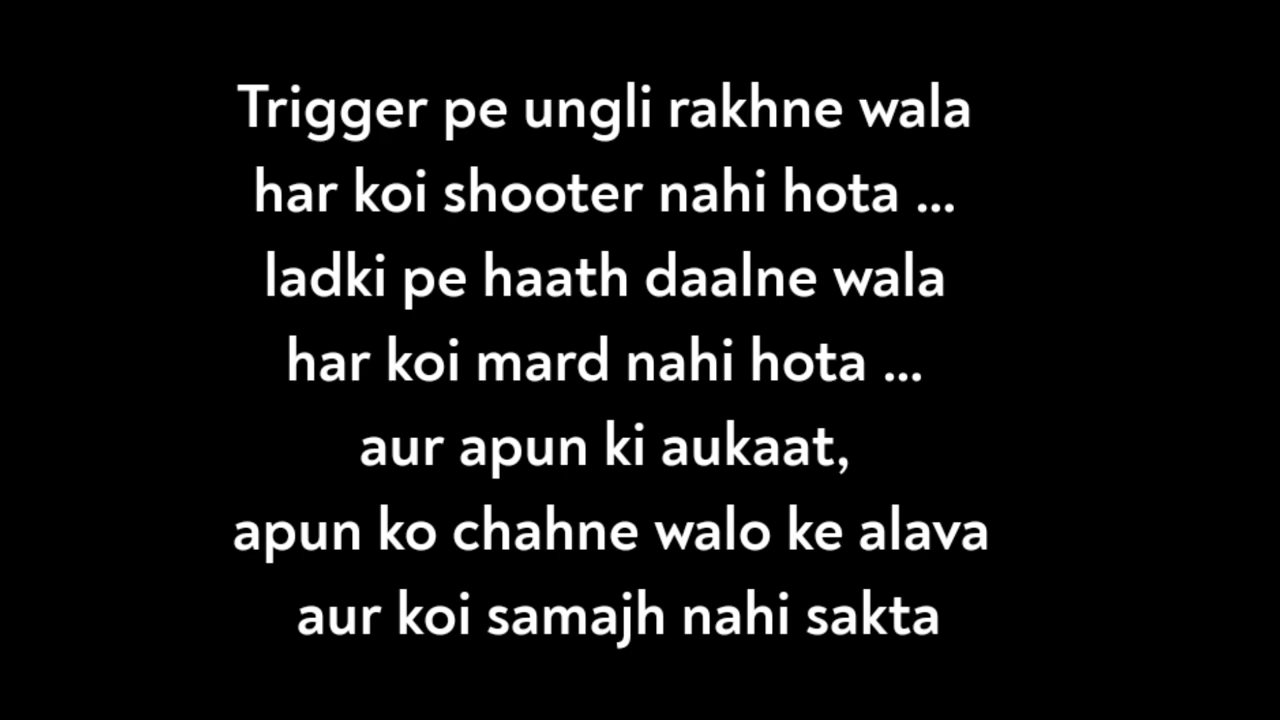 Trigger pe ungli rakhne wala
har koi shooter nahi hota ...
ladki pe haath daalne wala
har koi mard nahi hota ...
aur apun ki aukaat,
apun ko chahne walo ke alava
aur koi samajh nahi sakta